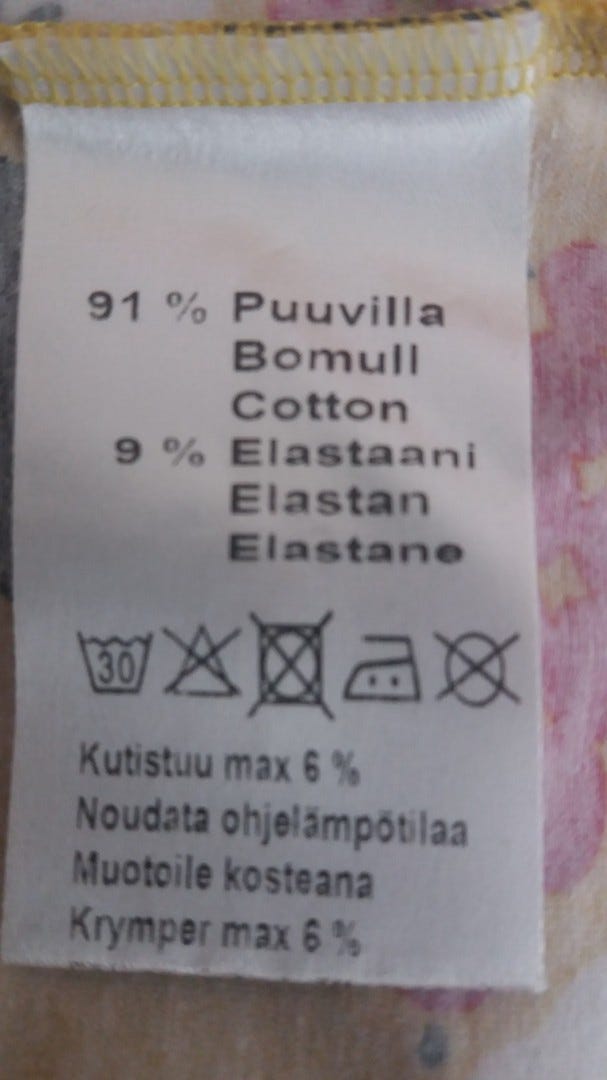 91 % Puuvilla
Bomull
Cotton
9 % Elastaani
Elastan
Elastane
30
Kutistuu max 6 %
Noudata ohjelämpötilaa
Muotoile kosteana
Krymper max 6 %